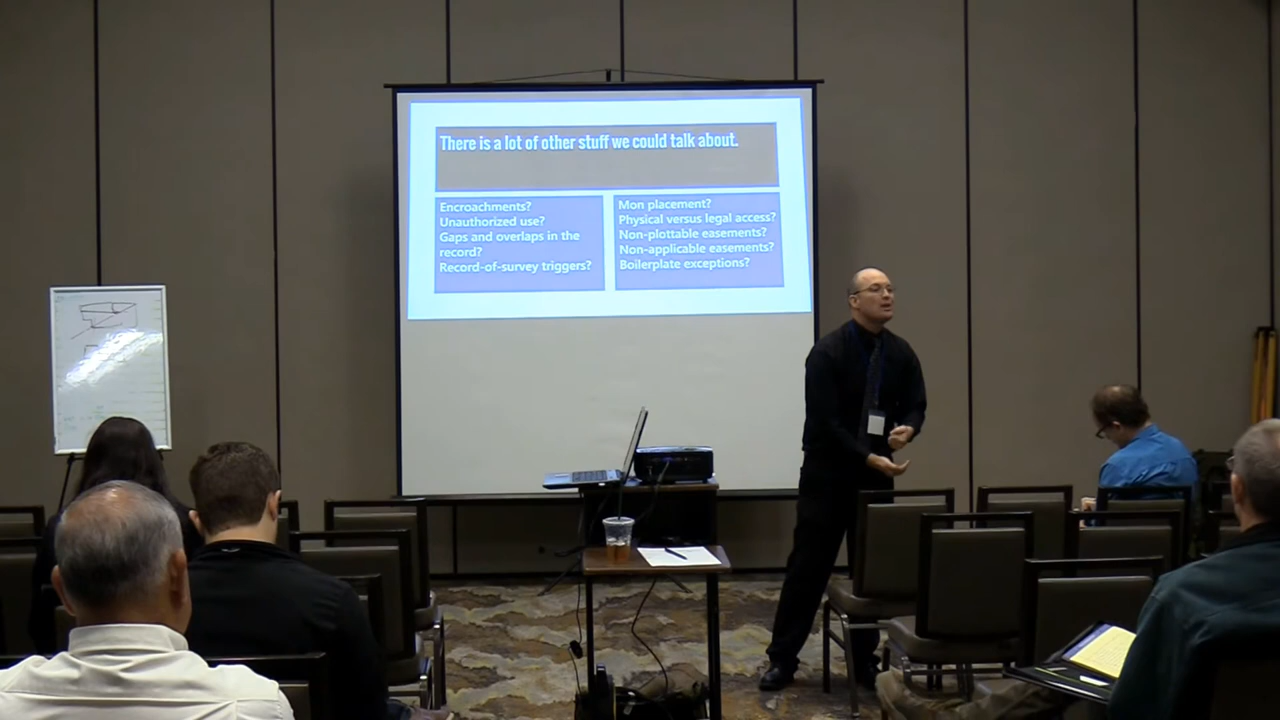 There is a lot of other stuff we could talk about.
Encroachments?
Unauthorized use?
Gaps and overlaps in the
record?
Record-of-survey triggers?
Mon placement?
Physical versus legal access?
Non-plottable easements?
Non-applicable easements?
Boilerplate exceptions?